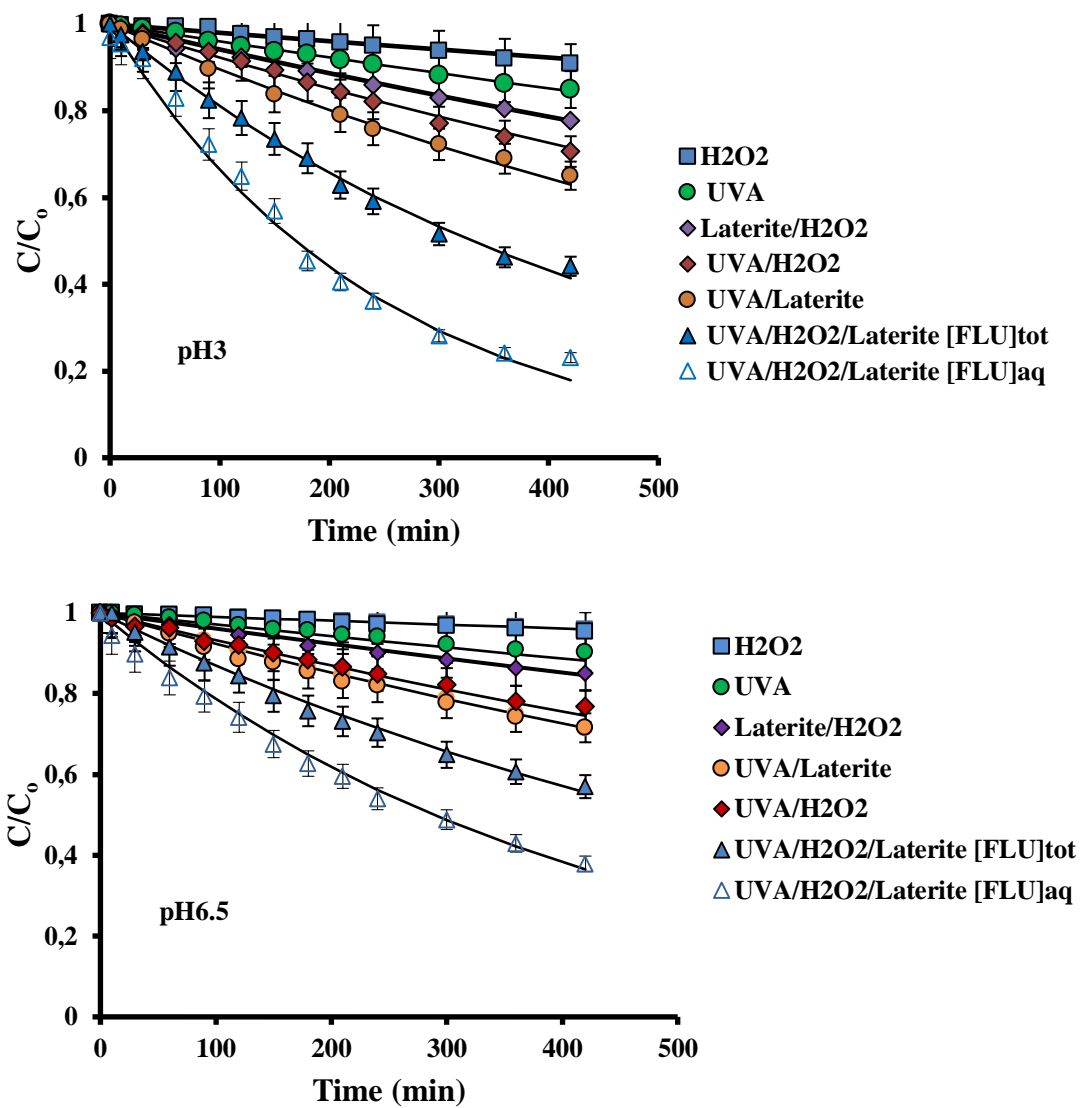 1
0,8
0,6
0,4
0,2
0
C/Co
pH3
0 100 200 300 400 500
Time (min)
H2O2
UVA
Laterite/H2O2
UVA/H2O2
UVA/Laterite
UVA/H2O2/Laterite [FLU]tot
UVA/H2O2/Laterite [FLU]aq
1
0,8
0,6
0,4
0,2
0
C/Co
pH6.5
0 100 200 300 400 500
Time (min)
H2O2
UVA
Laterite/H2O2
UVA/Laterite
UVA/H2O2
UVA/H2O2/Laterite [FLU]tot
UVA/H2O2/Laterite [FLU]aq